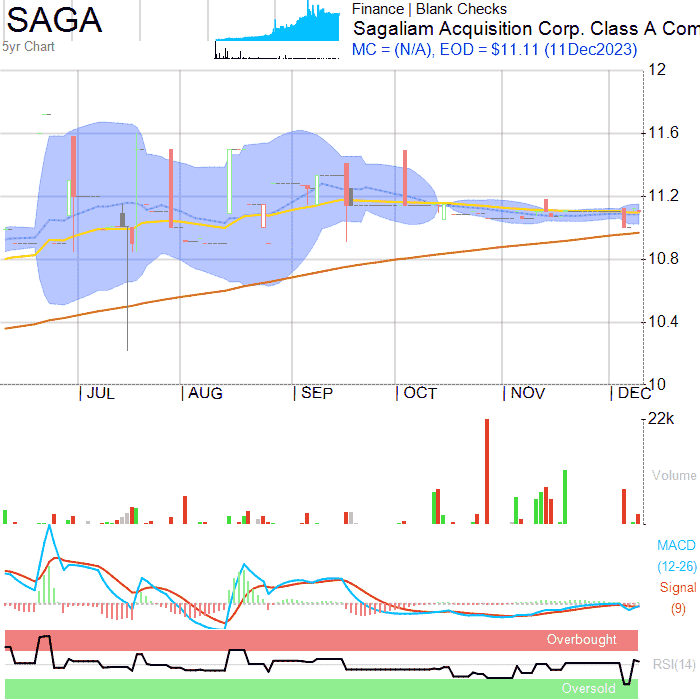 SAGA
5yr Chart
Finance | Blank Checks
Sagaliam Acquisition Corp. Class A Com
MC = (N/A), EOD = $11.11 (11Dec2023)
12
11.6
11.2
10.8
10.4
10
JUL
AUG
SEP
OCT
NOV
DEC
22k
Volume
MACD
(12-26)
Signal
(9)
Overbought
RSI(14)
Oversold